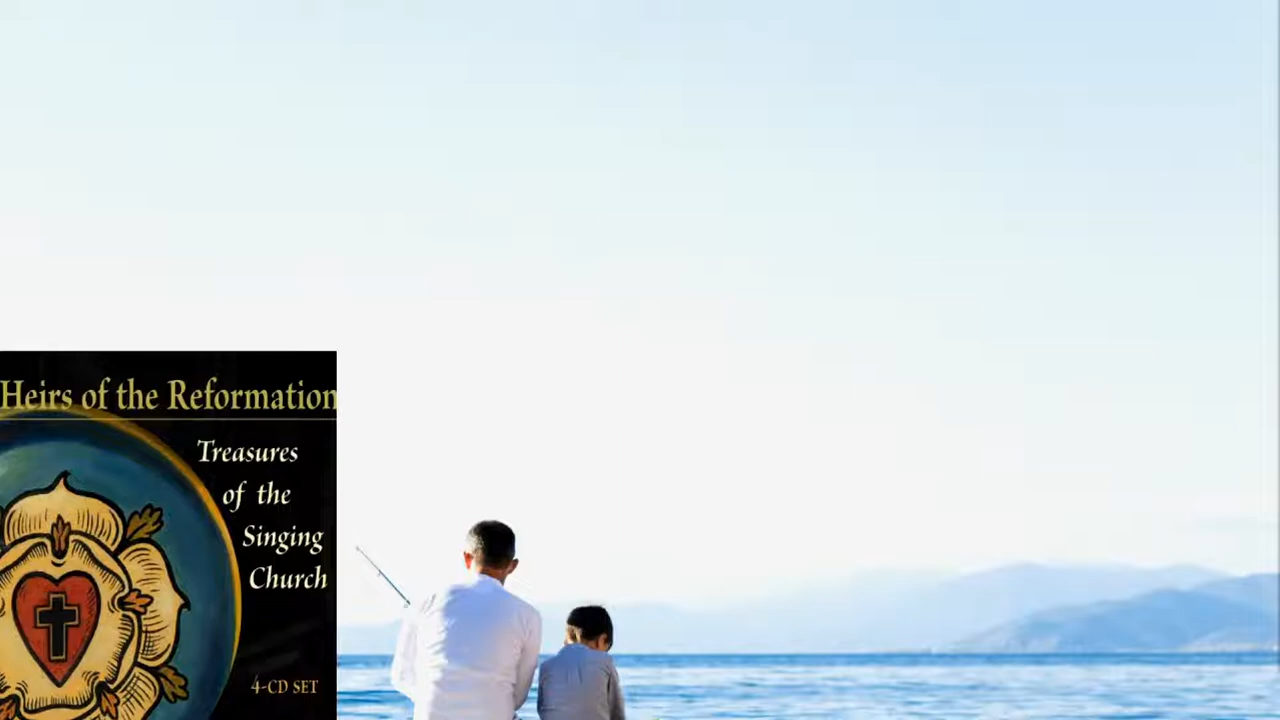 Heirs of the Reformation
Treasures
of the
Singing
Church
4-CD SET